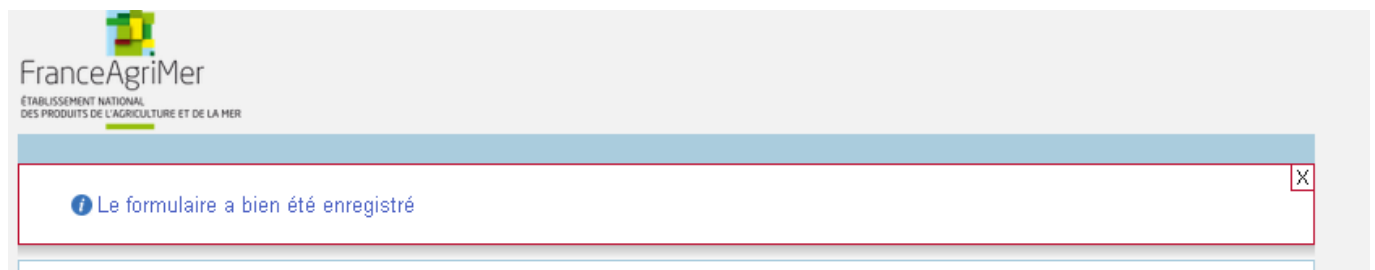 FranceAgriMer
ÉTABLISSEMENT NATIONAL
DES PRODUITS DE L'AGRICULTURE ET DE LA MER
X
Le formulaire a bien été enregistré